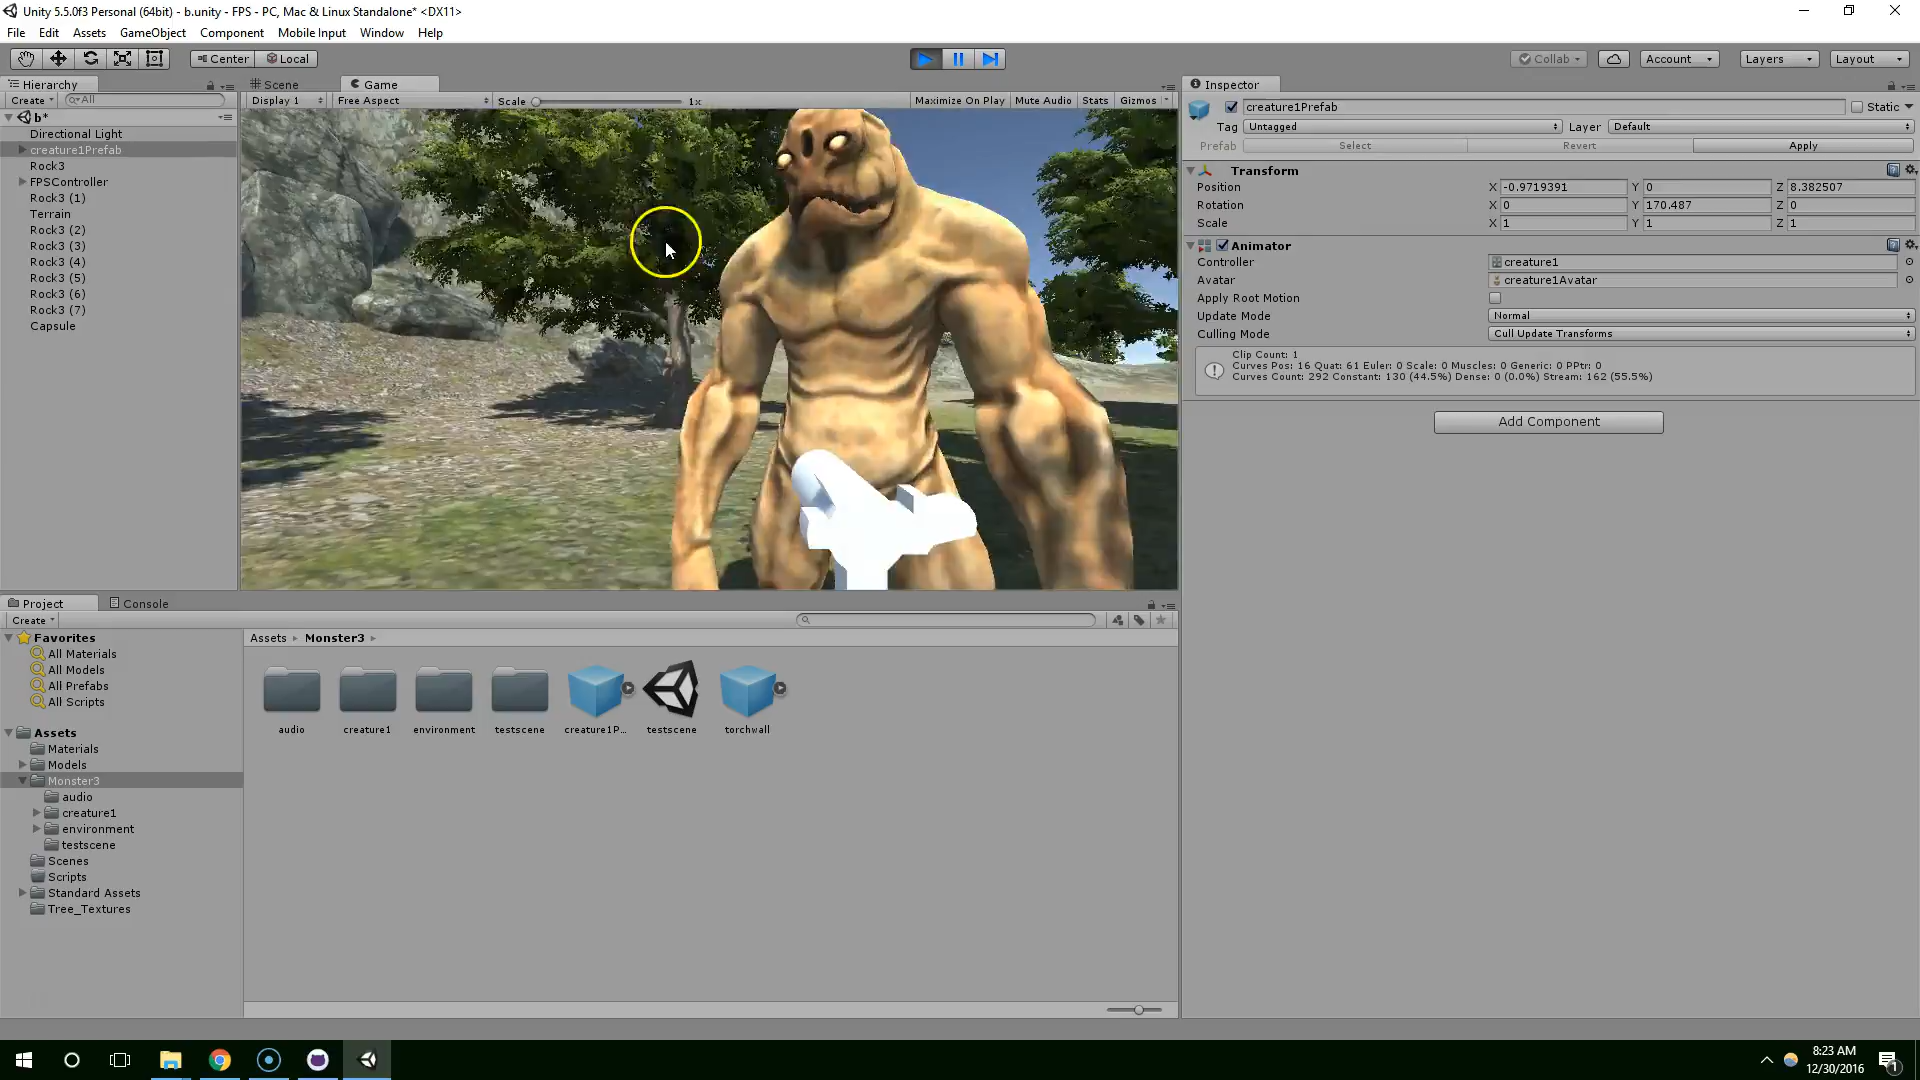 Unity 5.5.0f3 Personal (64bit) - b.unity - FPS - PC, Mac & Linux Standalone* <DX11>
File Edit Assets GameObject Component Mobile Input Window Help
Center Local Collab Account Layers Layout
Hierarchy
Create All
b*
Directional Light
creature1Prefab
Rock3
FPSController
Rock3 (1)
Terrain
Rock3 (2)
Rock3 (3)
Rock3 (4)
Rock3 (5)
Rock3 (6)
Rock3 (7)
Capsule
Scene Game
Display 1 Free Aspect Scale 1x Maximize On Play Mute Audio Stats Gizmos
Inspector
creature1Prefab Static
Tag Untagged Layer Default
Prefab Select Revert Apply
Transform
Position X -0.9719391 Y 0 Z 8.382507
Rotation X 0 Y 170.487 Z 0
Scale X 1 Y 1 Z 1
Animator
Controller creature1
Avatar creature1Avatar
Apply Root Motion
Update Mode Normal
Culling Mode Cull Update Transforms
Clip Count: 1
Curves Pos: 16 Quat: 61 Euler: 0 Scale: 0 Muscles: 0 Generic: 0 PPtr: 0
Curves Count: 292 Constant: 130 (44.5%) Dense: 0 (0.0%) Stream: 162 (55.5%)
Add Component
Project Console
Create
Favorites
All Materials
All Models
All Prefabs
All Scripts
Assets
Materials
Models
Monster3
audio
creature1
environment
testscene
Scenes
Scripts
Standard Assets
Tree_Textures
Assets Monster3
audio creature1 environment testscene creature1P... testscene torchwall
8:23 AM
12/30/2016
1